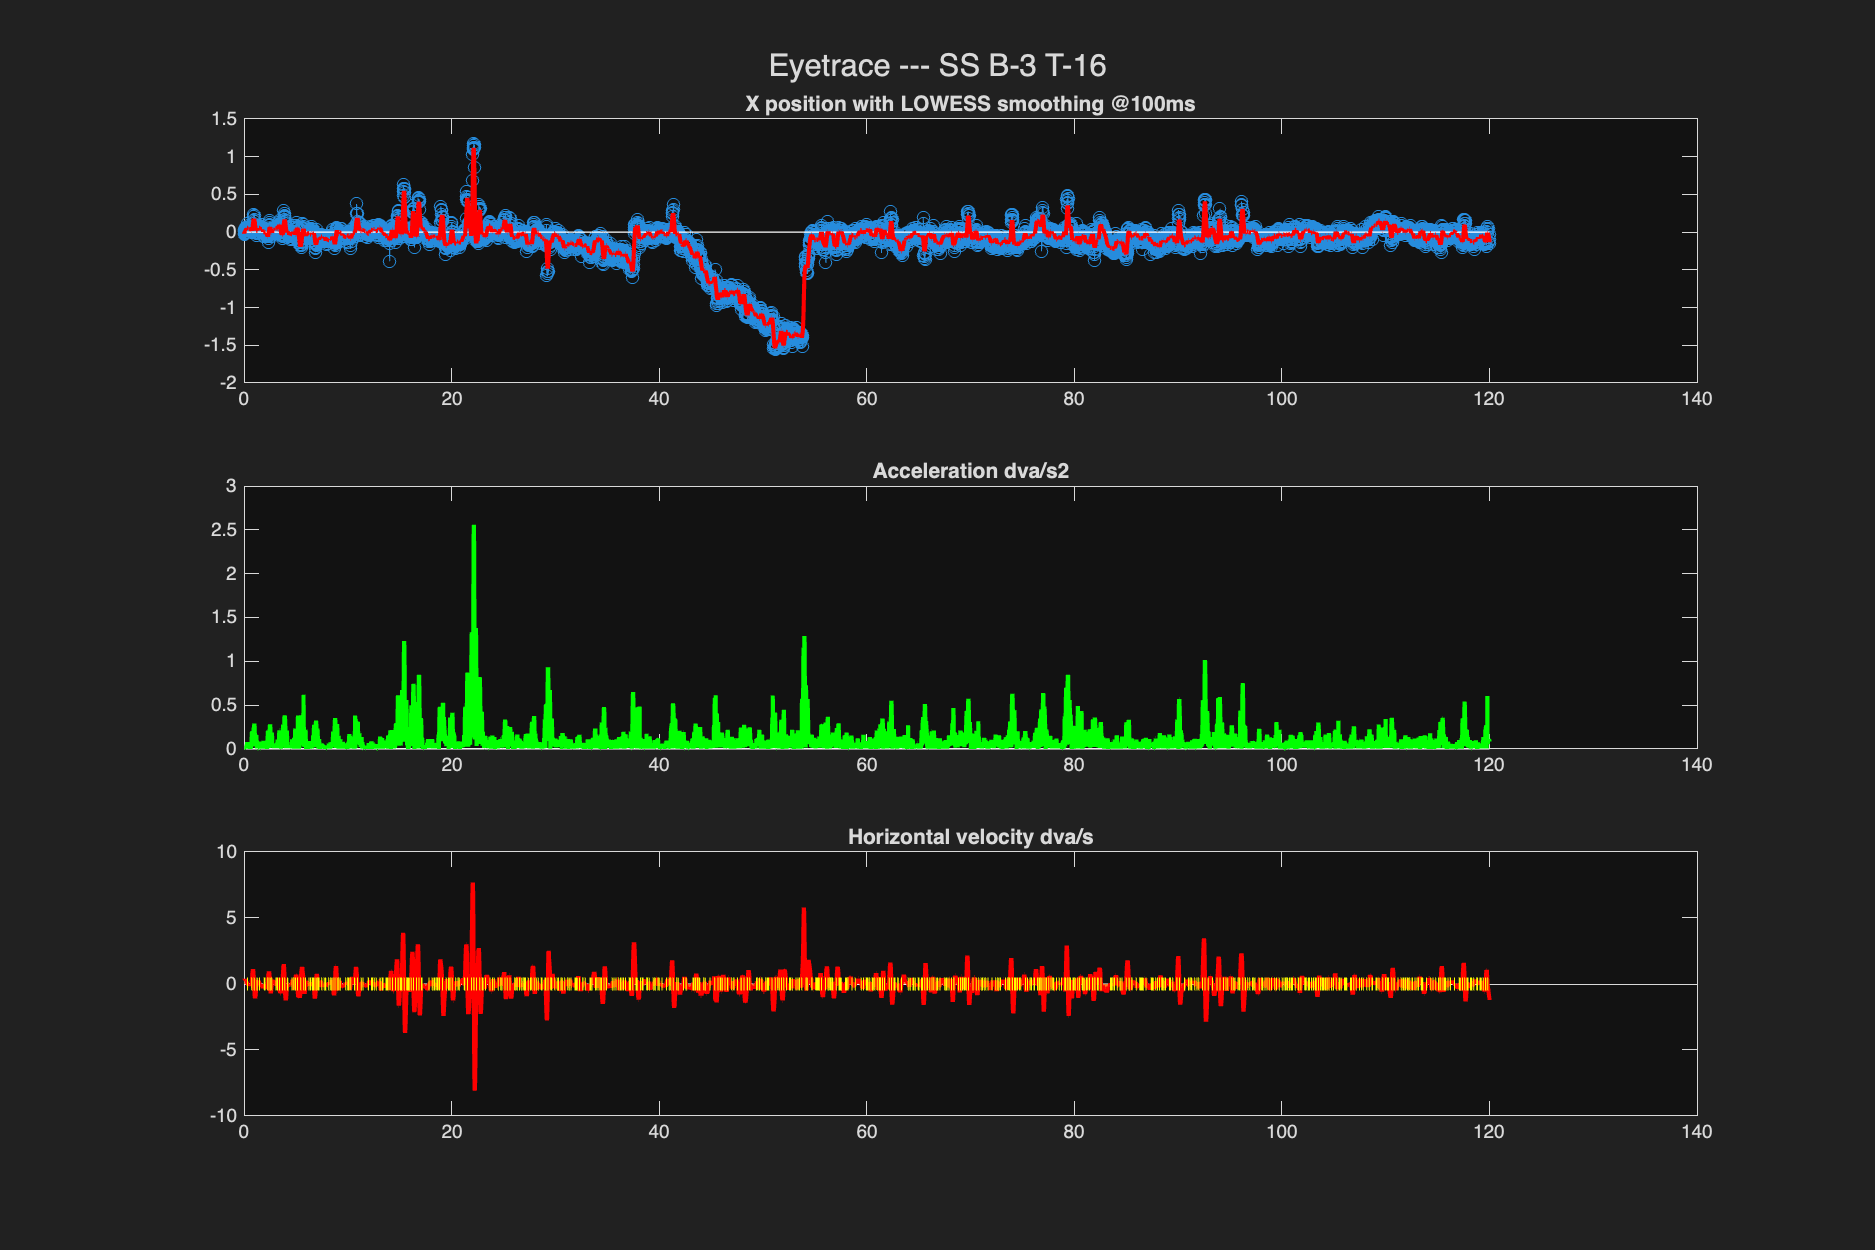 Eyetrace --- SS B-3 T-16
X position with LOWESS smoothing @100ms
1.5
1
0.5
0
-0.5
-1
-1.5
-2
0 20 40 60 80 100 120 140
Acceleration dva/s2
3
2.5
2
1.5
1
0.5
0
0 20 40 60 80 100 120 140
Horizontal velocity dva/s
10
5
0
-5
-10
0 20 40 60 80 100 120 140